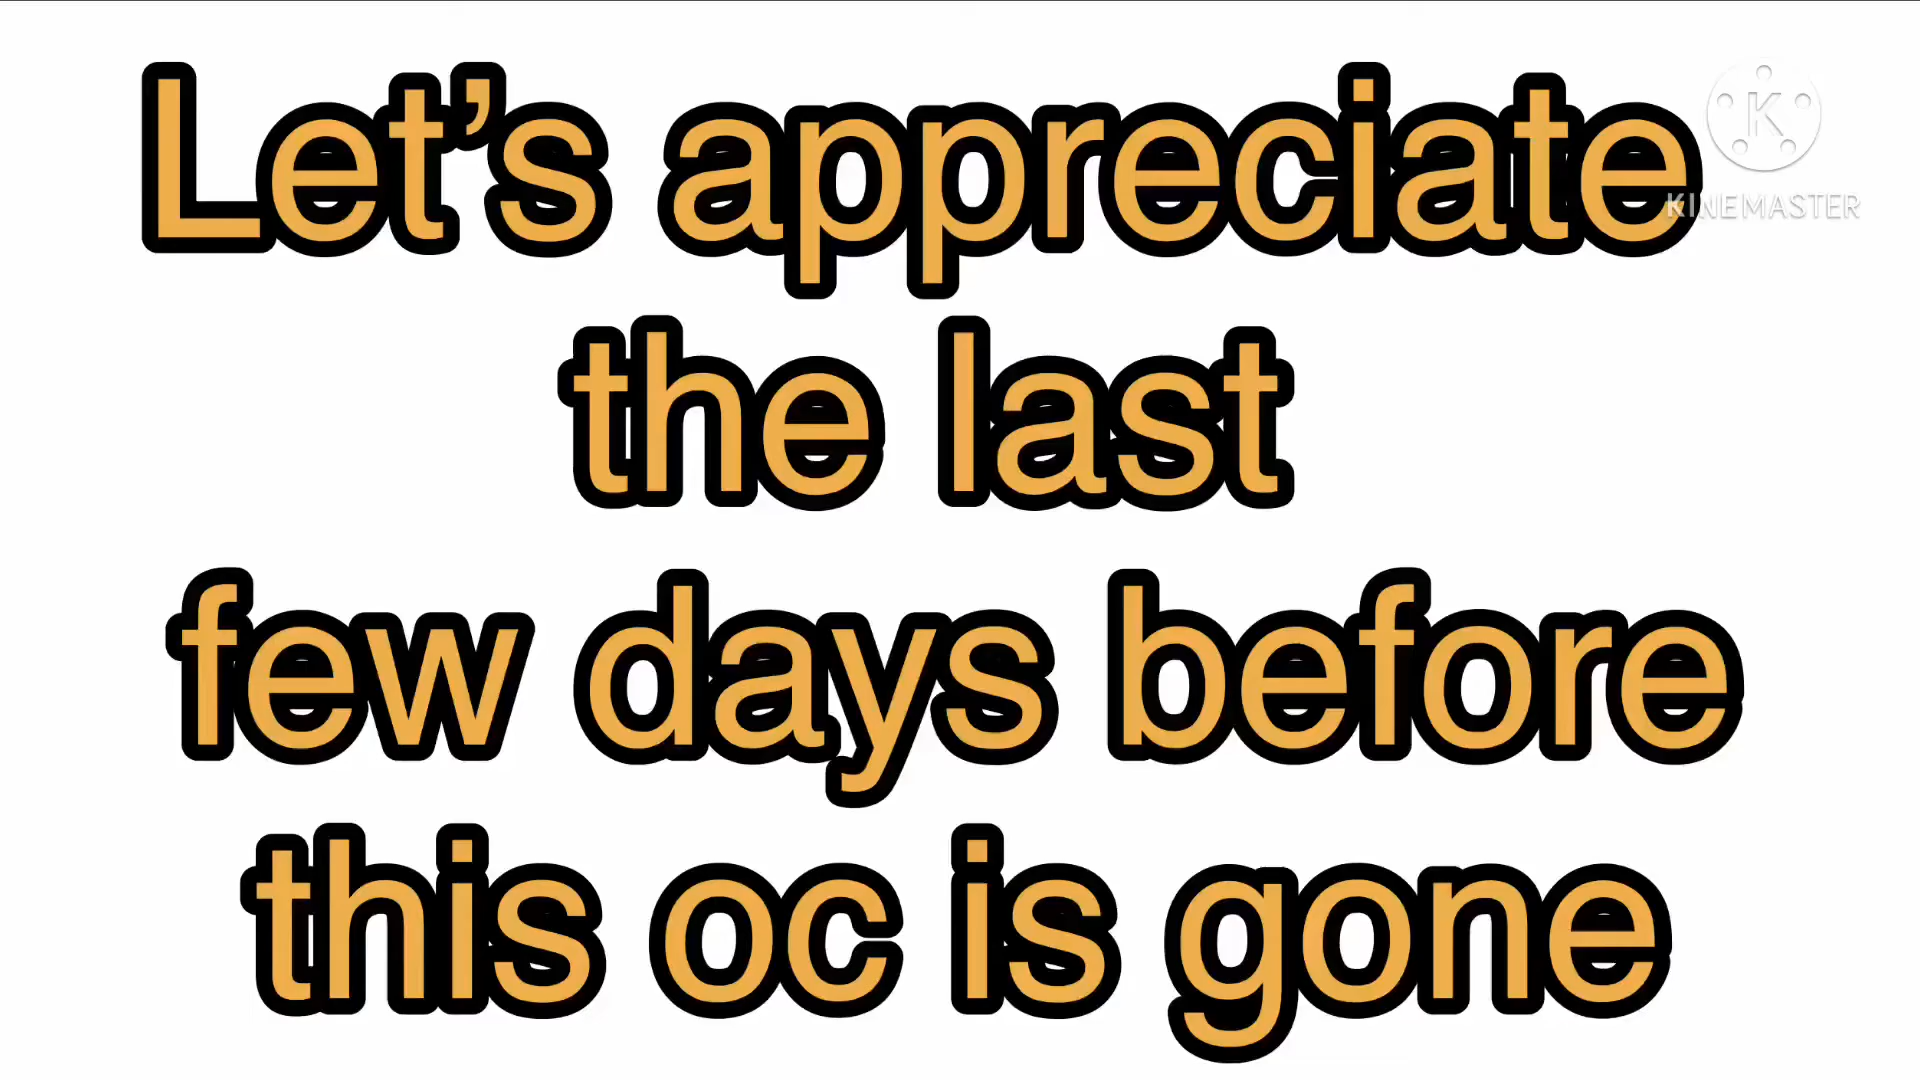 Let’s appreciate
the last
few days before
this oc is gone
K
KINEMASTER